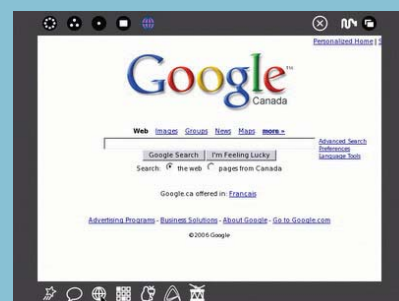 Personalized Home |
Google™
Canada
Web Images Groups News Maps more »
Advanced Search
Preferences
Language Tools
Google Search I'm Feeling Lucky
Search: the web pages from Canada
Google.ca offered in: Français
Advertising Programs - Business Solutions - About Google - Go to Google.com
©2006 Google